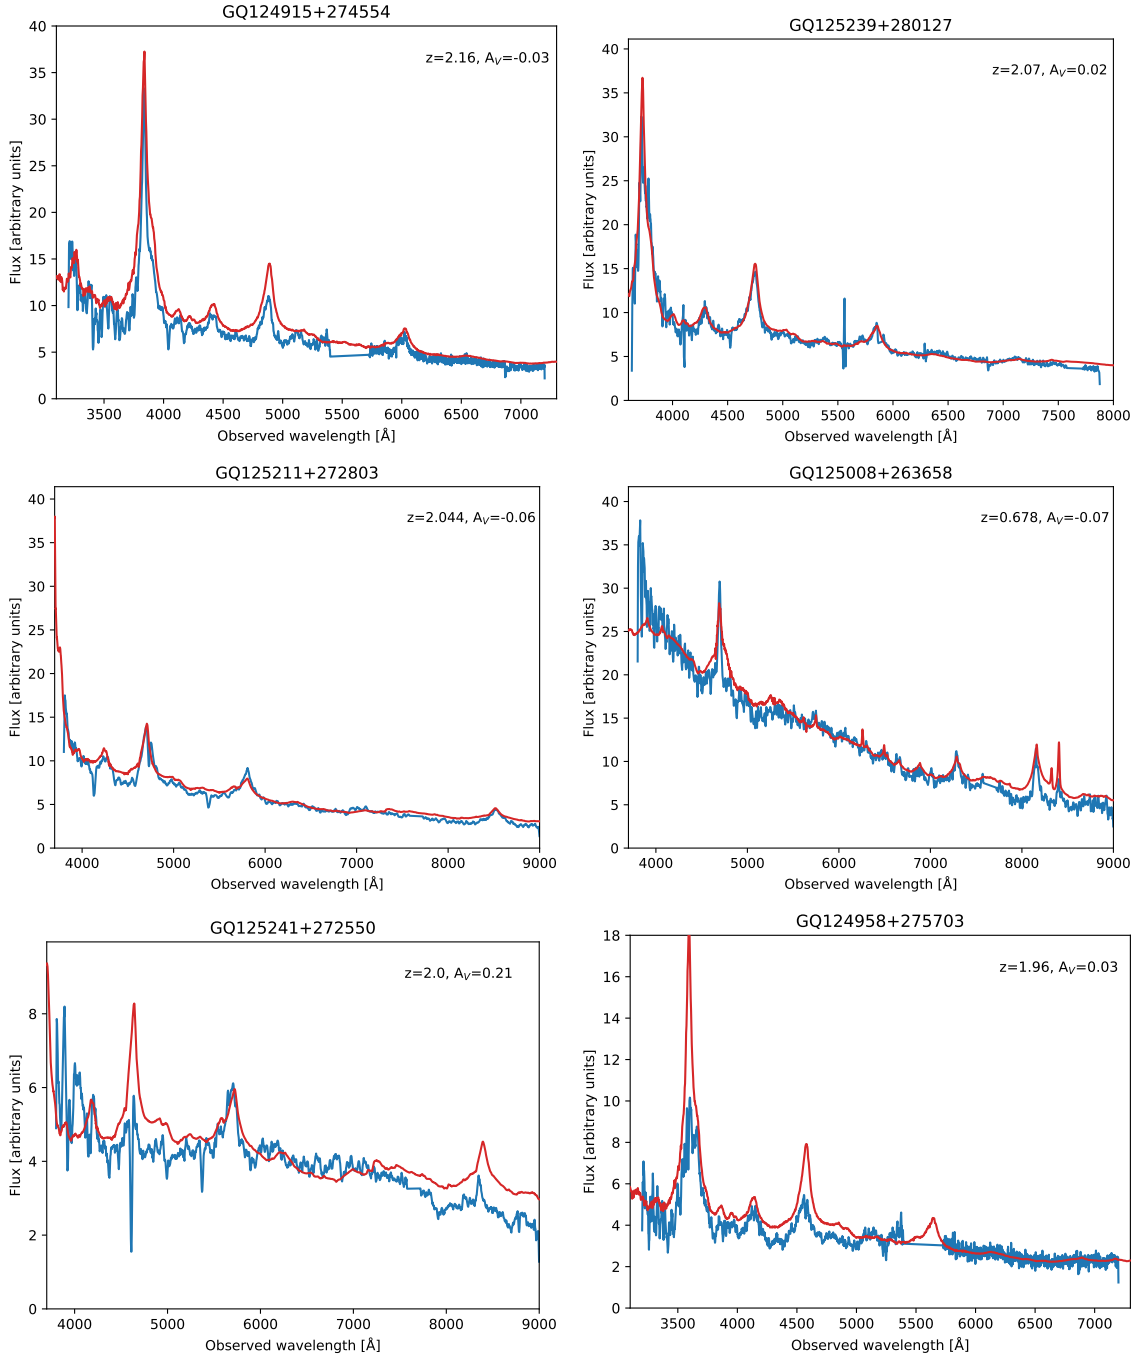 GQ124915+274554
z=2.16, A_V=-0.03
Flux [arbitrary units]
40
35
30
25
20
15
10
5
0
3500 4000 4500 5000 5500 6000 6500 7000
Observed wavelength [Å]
GQ125239+280127
z=2.07, A_V=0.02
Flux [arbitrary units]
40
35
30
25
20
15
10
5
0
4000 4500 5000 5500 6000 6500 7000 7500 8000
Observed wavelength [Å]
GQ125211+272803
z=2.044, A_V=-0.06
Flux [arbitrary units]
40
35
30
25
20
15
10
5
0
4000 5000 6000 7000 8000 9000
Observed wavelength [Å]
GQ125008+263658
z=0.678, A_V=-0.07
Flux [arbitrary units]
40
35
30
25
20
15
10
5
0
4000 5000 6000 7000 8000 9000
Observed wavelength [Å]
GQ125241+272550
z=2.0, A_V=0.21
Flux [arbitrary units]
8
6
4
2
0
4000 5000 6000 7000 8000 9000
Observed wavelength [Å]
GQ124958+275703
z=1.96, A_V=0.03
Flux [arbitrary units]
18
16
14
12
10
8
6
4
2
0
3500 4000 4500 5000 5500 6000 6500 7000
Observed wavelength [Å]